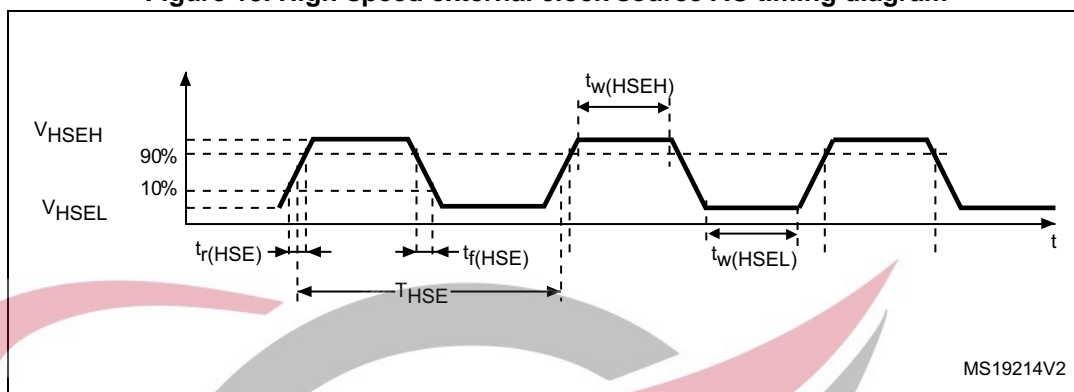 Figure 15. High-speed external clock source AC timing diagram
tw(HSEH)
VHSEH
90%
10%
VHSEL
tr(HSE)
tf(HSE)
tw(HSEL)
t
THSE
MS19214V2